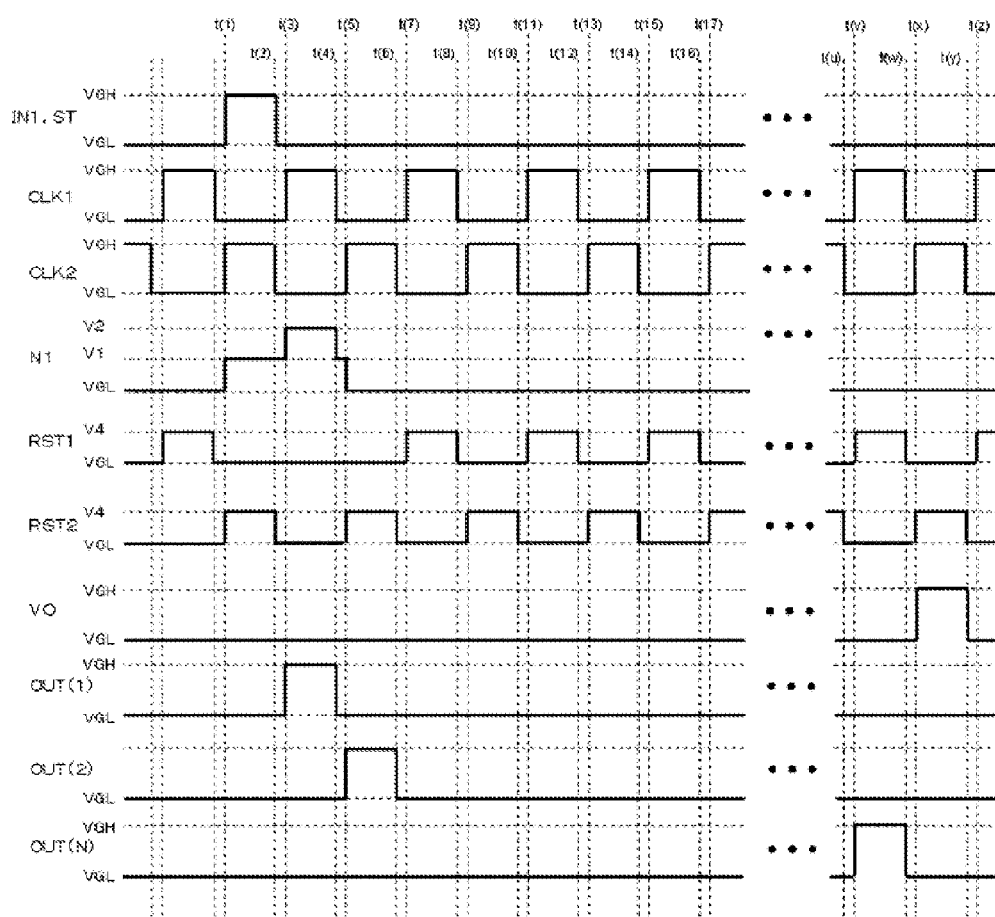 t(1) t(3) t(5) t(7) t(9) t(11) t(13) t(15) t(17) t(v) t(x) t(z)
t(2) t(4) t(6) t(8) t(10) t(12) t(14) t(16) t(u) t(w) t(y)
VGH
IN1, ST
VGL
VGH
CLK1
VGL
VGH
CLK2
VGL
V2
N1 V1
VGL
V4
RST1
VGL
V4
RST2
VGL
VGH
VO
VGL
VGH
OUT(1)
VGL
OUT(2)
VGL
VGH
OUT(N)
VGL